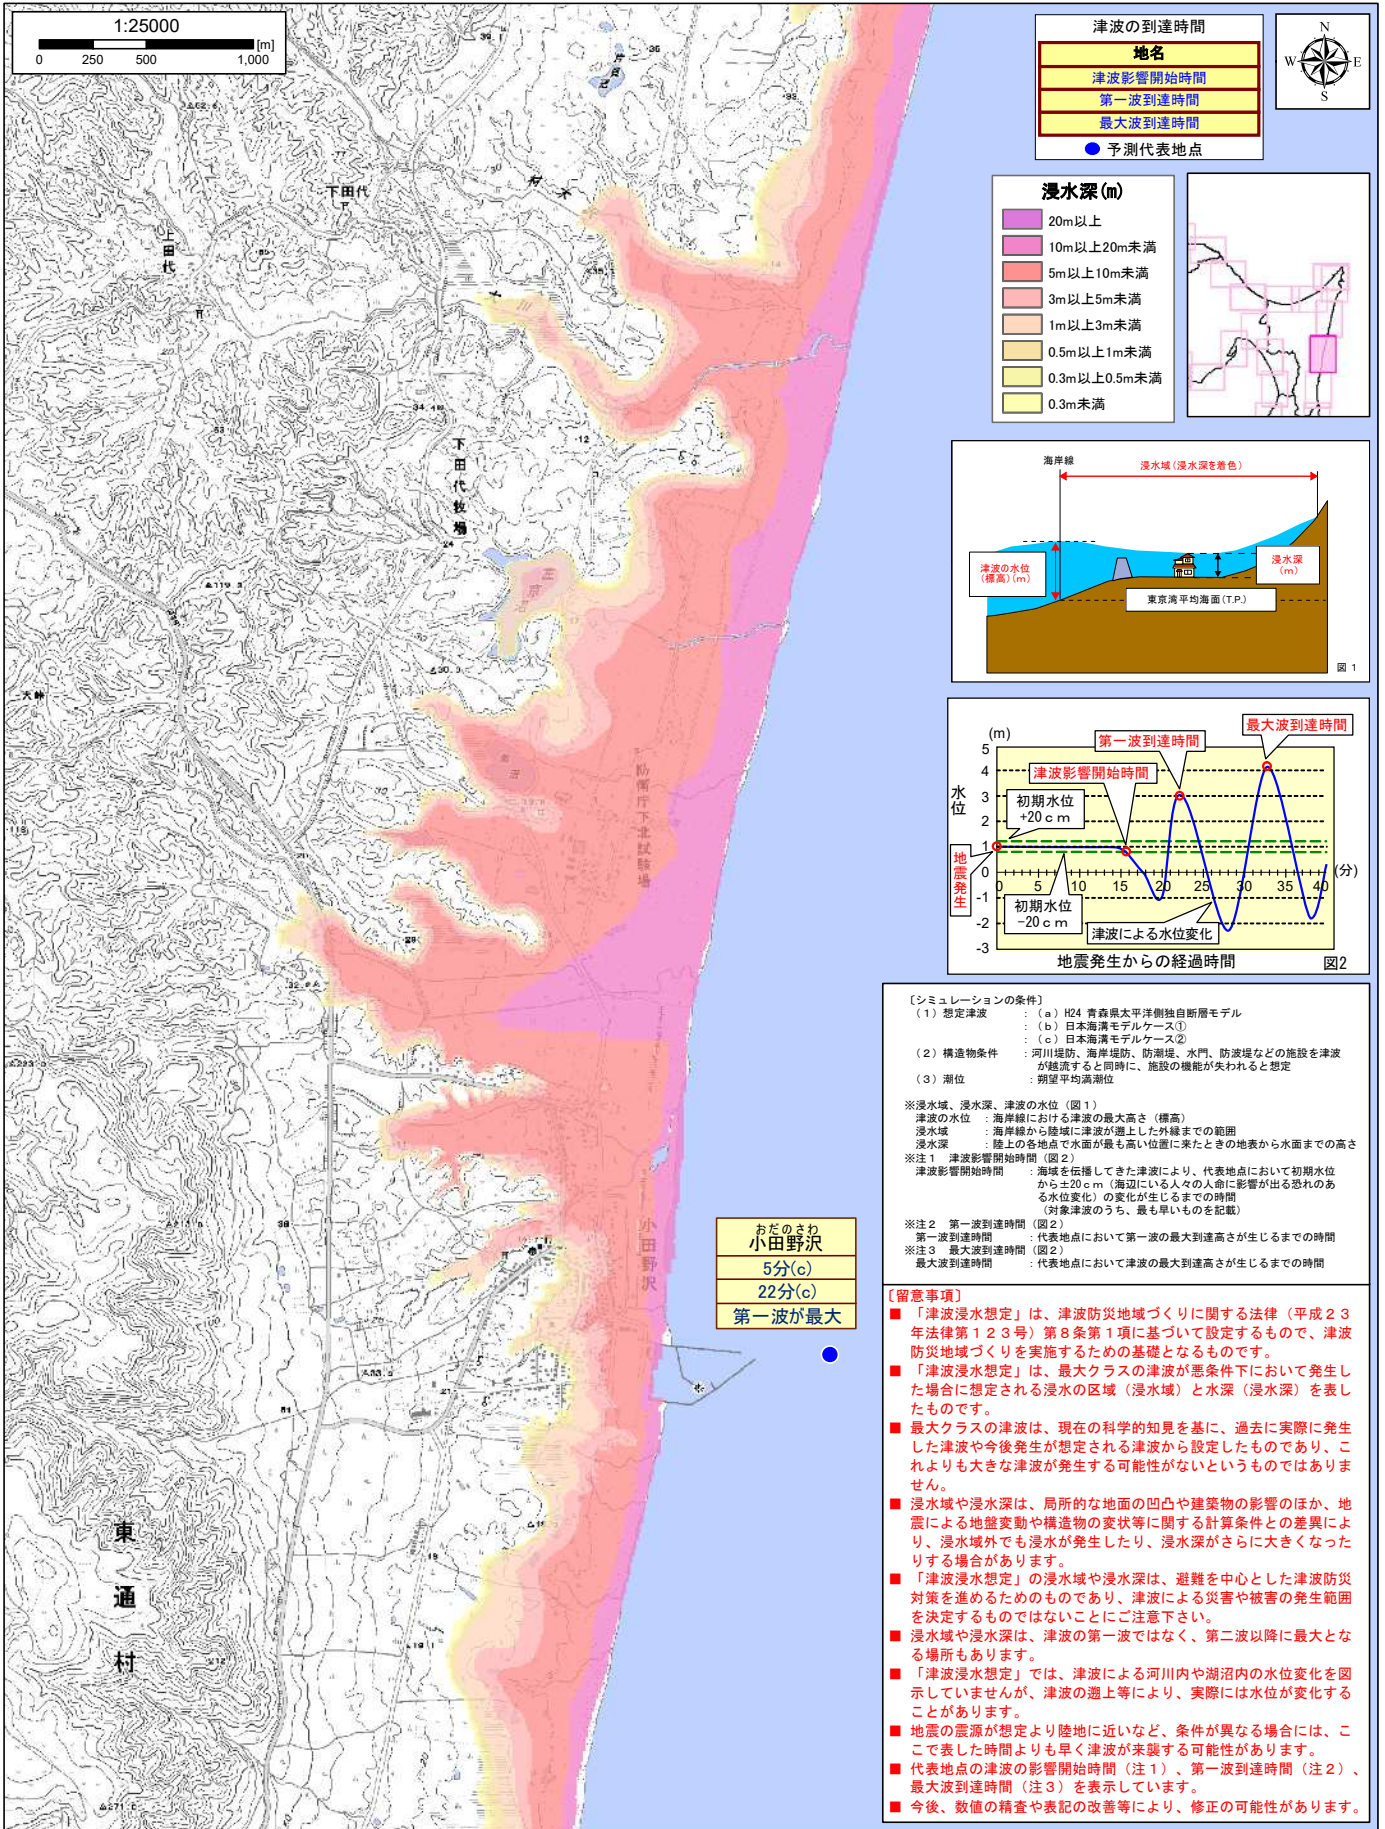 1:25000
[m]
0 250 500 1,000
津波の到達時間
地名
津波影響開始時間
第一波到達時間
最大波到達時間
予測代表地点
N
W E
S
浸水深(m)
20m以上
10m以上20m未満
5m以上10m未満
3m以上5m未満
1m以上3m未満
0.5m以上1m未満
0.3m以上0.5m未満
0.3m未満
下田代
上田代
下田代牧場
防衛庁下北試験場
小田野沢
東通村
海岸線
浸水域(浸水深を着色)
津波の水位
(標高)(m)
浸水深
(m)
東京湾平均海面(T.P.)
図1
(m)
最大波到達時間
第一波到達時間
津波影響開始時間
水位
初期水位
+20cm
地震発生
初期水位
-20cm
津波による水位変化
5
4
3
2
1
0
-1
-2
-3
0 5 10 15 20 25 30 35 40
(分)
地震発生からの経過時間
図2
おだのさわ
小田野沢
5分(c)
22分(c)
第一波が最大
〔シミュレーションの条件〕
(1)想定津波 :(a)H24 青森県太平洋側独自断層モデル
:(b)日本海溝モデルケース①
:(c)日本海溝モデルケース②
(2)構造物条件 :河川堤防、海岸堤防、防潮堤、水門、防波堤などの施設を津波
が越流すると同時に、施設の機能が失われると想定
(3)潮位 :朔望平均満潮位
※浸水域、浸水深、津波の水位(図1)
津波の水位 :海岸線における津波の最大高さ(標高)
浸水域 :海岸線から陸域に津波が遡上した外縁までの範囲
浸水深 :陸上の各地点で水面が最も高い位置に来たときの地表から水面までの高さ
※注1 津波影響開始時間(図2)
津波影響開始時間 :海域を伝播してきた津波により、代表地点において初期水位
から±20cm(海辺にいる人々の人命に影響が出る恐れのあ
る水位変化)の変化が生じるまでの時間
(対象津波のうち、最も早いものを記載)
※注2 第一波到達時間(図2)
第一波到達時間 :代表地点において第一波の最大到達高さが生じるまでの時間
※注3 最大波到達時間(図2)
最大波到達時間 :代表地点において津波の最大到達高さが生じるまでの時間
〔留意事項〕
■ 「津波浸水想定」は、津波防災地域づくりに関する法律(平成23
年法律第123号)第8条第1項に基づいて設定するもので、津波
防災地域づくりを実施するための基礎となるものです。
■ 「津波浸水想定」は、最大クラスの津波が悪条件下において発生し
た場合に想定される浸水の区域(浸水域)と水深(浸水深)を表し
たものです。
■ 最大クラスの津波は、現在の科学的知見を基に、過去に実際に発生
した津波や今後発生が想定される津波から設定したものであり、こ
れよりも大きな津波が発生する可能性がないというものではありま
せん。
■ 浸水域や浸水深は、局所的な地面の凹凸や建築物の影響のほか、地
震による地盤変動や構造物の変状等に関する計算条件との差異によ
り、浸水域外でも浸水が発生したり、浸水深がさらに大きくなった
りする場合があります。
■ 「津波浸水想定」の浸水域や浸水深は、避難を中心とした津波防災
対策を進めるためのものであり、津波による災害や被害の発生範囲
を決定するものではないことにご注意下さい。
■ 浸水域や浸水深は、津波の第一波ではなく、第二波以降に最大とな
る場所もあります。
■ 「津波浸水想定」では、津波による河川内や湖沼内の水位変化を図
示していませんが、津波の遡上等により、実際には水位が変化する
ことがあります。
■ 地震の震源が想定より陸地に近いなど、条件が異なる場合には、こ
こで表した時間よりも早く津波が来襲する可能性があります。
■ 代表地点の津波の影響開始時間(注1)、第一波到達時間(注2)、
最大波到達時間(注3)を表示しています。
■ 今後、数値の精査や表記の改善等により、修正の可能性があります。